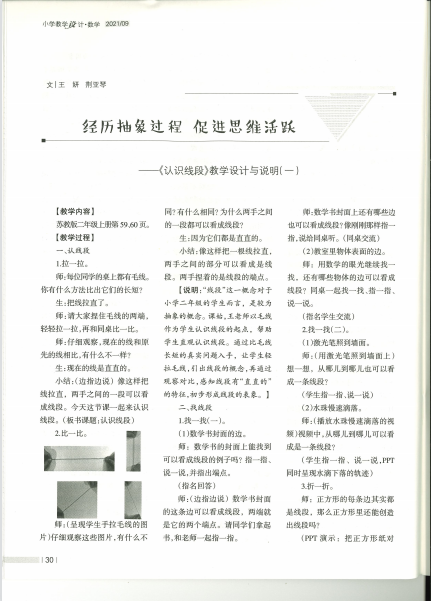 小学数学设计·数学 2021/09
文|王 妍 荆亚琴
经历抽象过程 促进思维活跃
——《认识线段》教学设计与说明(一)
【教学内容】
苏教版二年级上册第59、60页。
【教学过程】
一、认线段
1.拉一拉。
师:每位同学的桌上都有毛线。
你有什么方法比出它们的长短?
生:把线拉直了。
师:请大家捏住毛线的两端,
轻轻拉一拉,再和同桌比一比。
师:仔细观察,现在的线和原
先的线相比,有什么不一样?
生:现在的线是直直的。
小结:(边指边说)像这样把
线拉直,两手之间的一段可以看
成线段。今天这节课一起来认识
线段。(板书课题:认识线段)
2.比一比。
师:(呈现学生手拉毛线的图
片)仔细观察这些图片,有什么不
同?有什么相同?为什么两手之间
的一段都可以看成线段?
生:因为它们都是直直的。
小结:像这样把一根线拉直,
两手之间的部分可以看成是线
段。两手捏着的是线段的端点。
【说明:“线段”这一概念对于
小学二年级的学生而言,是较为
抽象的概念。课始,王老师以毛线
作为学生认识线段的起点,帮助
学生直观认识线段。通过比毛线
长短的真实问题入手,让学生轻
拉毛线,引出线段的概念,再通过
观察对比,感知线段有“直直的”
的特征,初步形成线段的表象。】
二、找线段
1.找一找(一)。
(1)数学书封面的边。
师:数学书的封面上能找到
可以看成线段的例子吗?指一指、
说一说,并指出端点。
(指名回答)
师:(边指边说)数学书封面
的这条边可以看成线段,两端就
是它的两个端点。请同学们拿起
书,和老师一起指一指。
师:数学书封面上还有哪些边
也可以看成线段?像刚刚那样指一
指,说给同桌听。(同桌交流)
(2)教室里物体表面的边。
师:用数学的眼光继续找一
找,还有哪些物体的边可以看成
线段?同桌一起找一找、指一指、
说一说。
(指名学生交流)
2.找一找(二)。
(1)激光笔照到墙面。
师:(用激光笔照到墙面上)
想一想,从哪儿到哪儿也可以看
成一条线段?
(学生指一指、说一说)
(2)水珠慢速滴落。
师:(播放水珠慢速滴落的视
频)视频中,从哪儿到哪儿可以看
成是一条线段?
(学生指一指、说一说,PPT
同时呈现水滴下落的轨迹)
3.折一折。
师:正方形的每条边其实都
是线段,那么正方形里还能创造
出线段吗?
(PPT演示:把正方形纸对
|30|